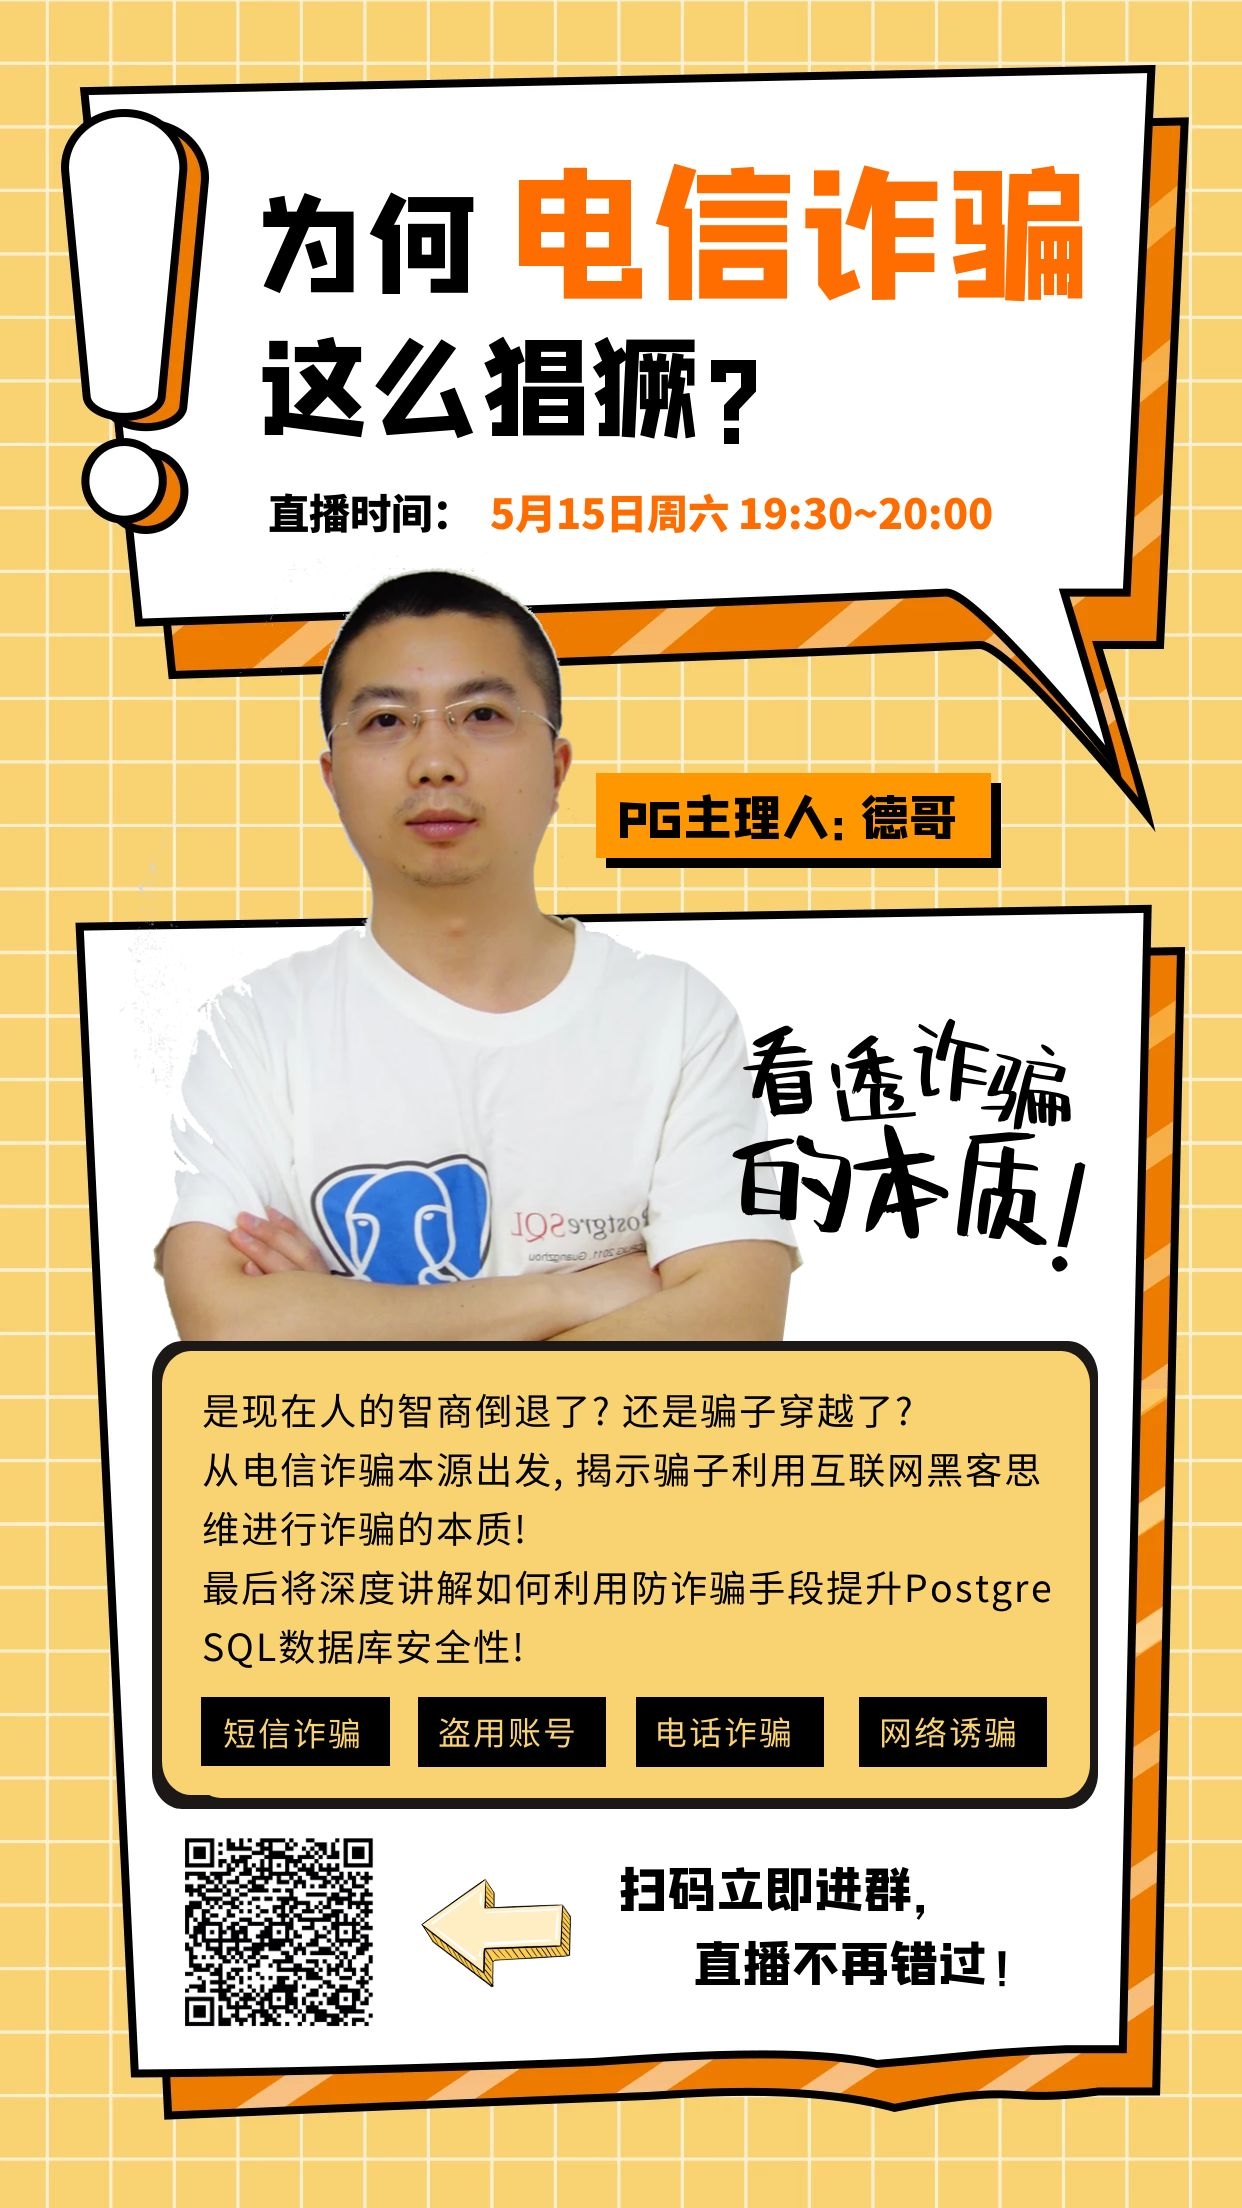 为何 电信诈骗
这么猖獗?
直播时间： 5月15日周六 19:30~20:00
PG主理人: 德哥
看透诈骗
的本质!
PostgreSQL
2011, Guangzhou
是现在人的智商倒退了? 还是骗子穿越了?
从电信诈骗本源出发, 揭示骗子利用互联网黑客思
维进行诈骗的本质!
最后将深度讲解如何利用防诈骗手段提升Postgre
SQL数据库安全性!
短信诈骗 盗用账号 电话诈骗 网络诱骗
扫码立即进群,
直播不再错过!